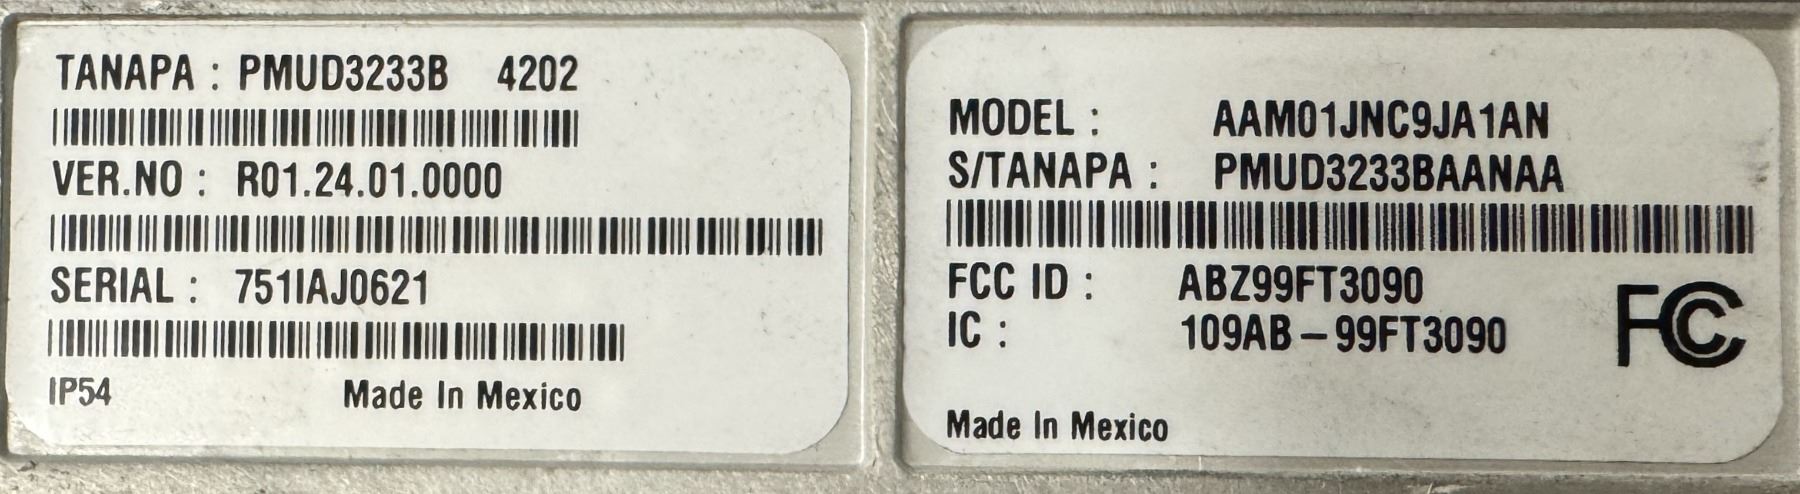 TANAPA : PMUD3233B 4202
VER.NO : R01.24.01.0000
SERIAL : 751IAJ0621
IP54 Made In Mexico
MODEL : AAM01JNC9JA1AN
S/TANAPA : PMUD3233BAANAA
FCC ID : ABZ99FT3090
IC : 109AB-99FT3090
FC
Made In Mexico